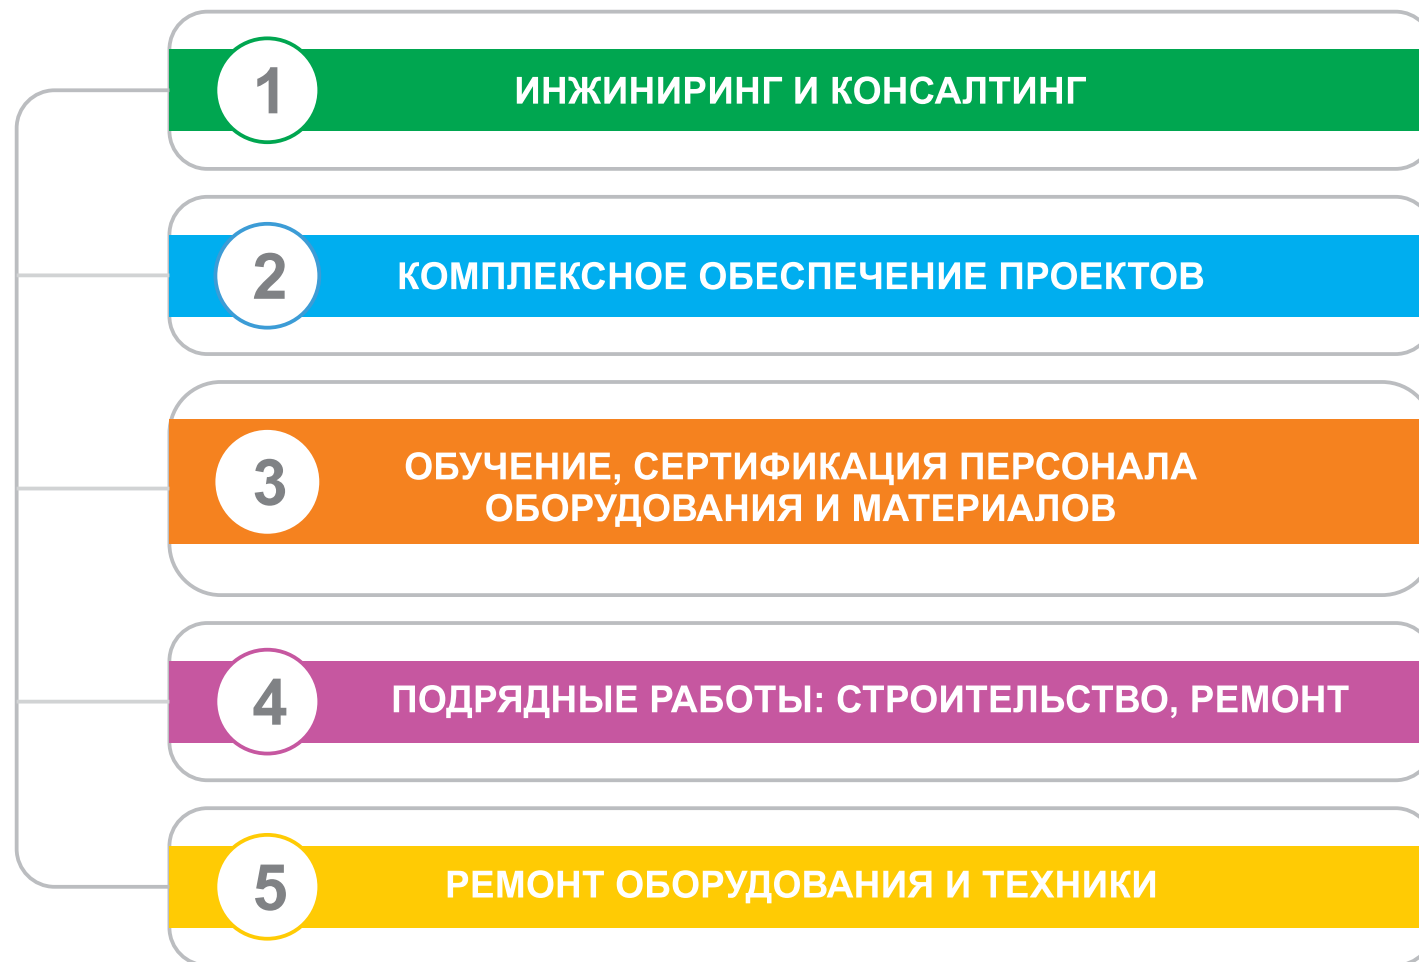 1
ИНЖИНИРИНГ И КОНСАЛТИНГ
2
КОМПЛЕКСНОЕ ОБЕСПЕЧЕНИЕ ПРОЕКТОВ
3
ОБУЧЕНИЕ, СЕРТИФИКАЦИЯ ПЕРСОНАЛА
ОБОРУДОВАНИЯ И МАТЕРИАЛОВ
4
ПОДРЯДНЫЕ РАБОТЫ: СТРОИТЕЛЬСТВО, РЕМОНТ
5
РЕМОНТ ОБОРУДОВАНИЯ И ТЕХНИКИ